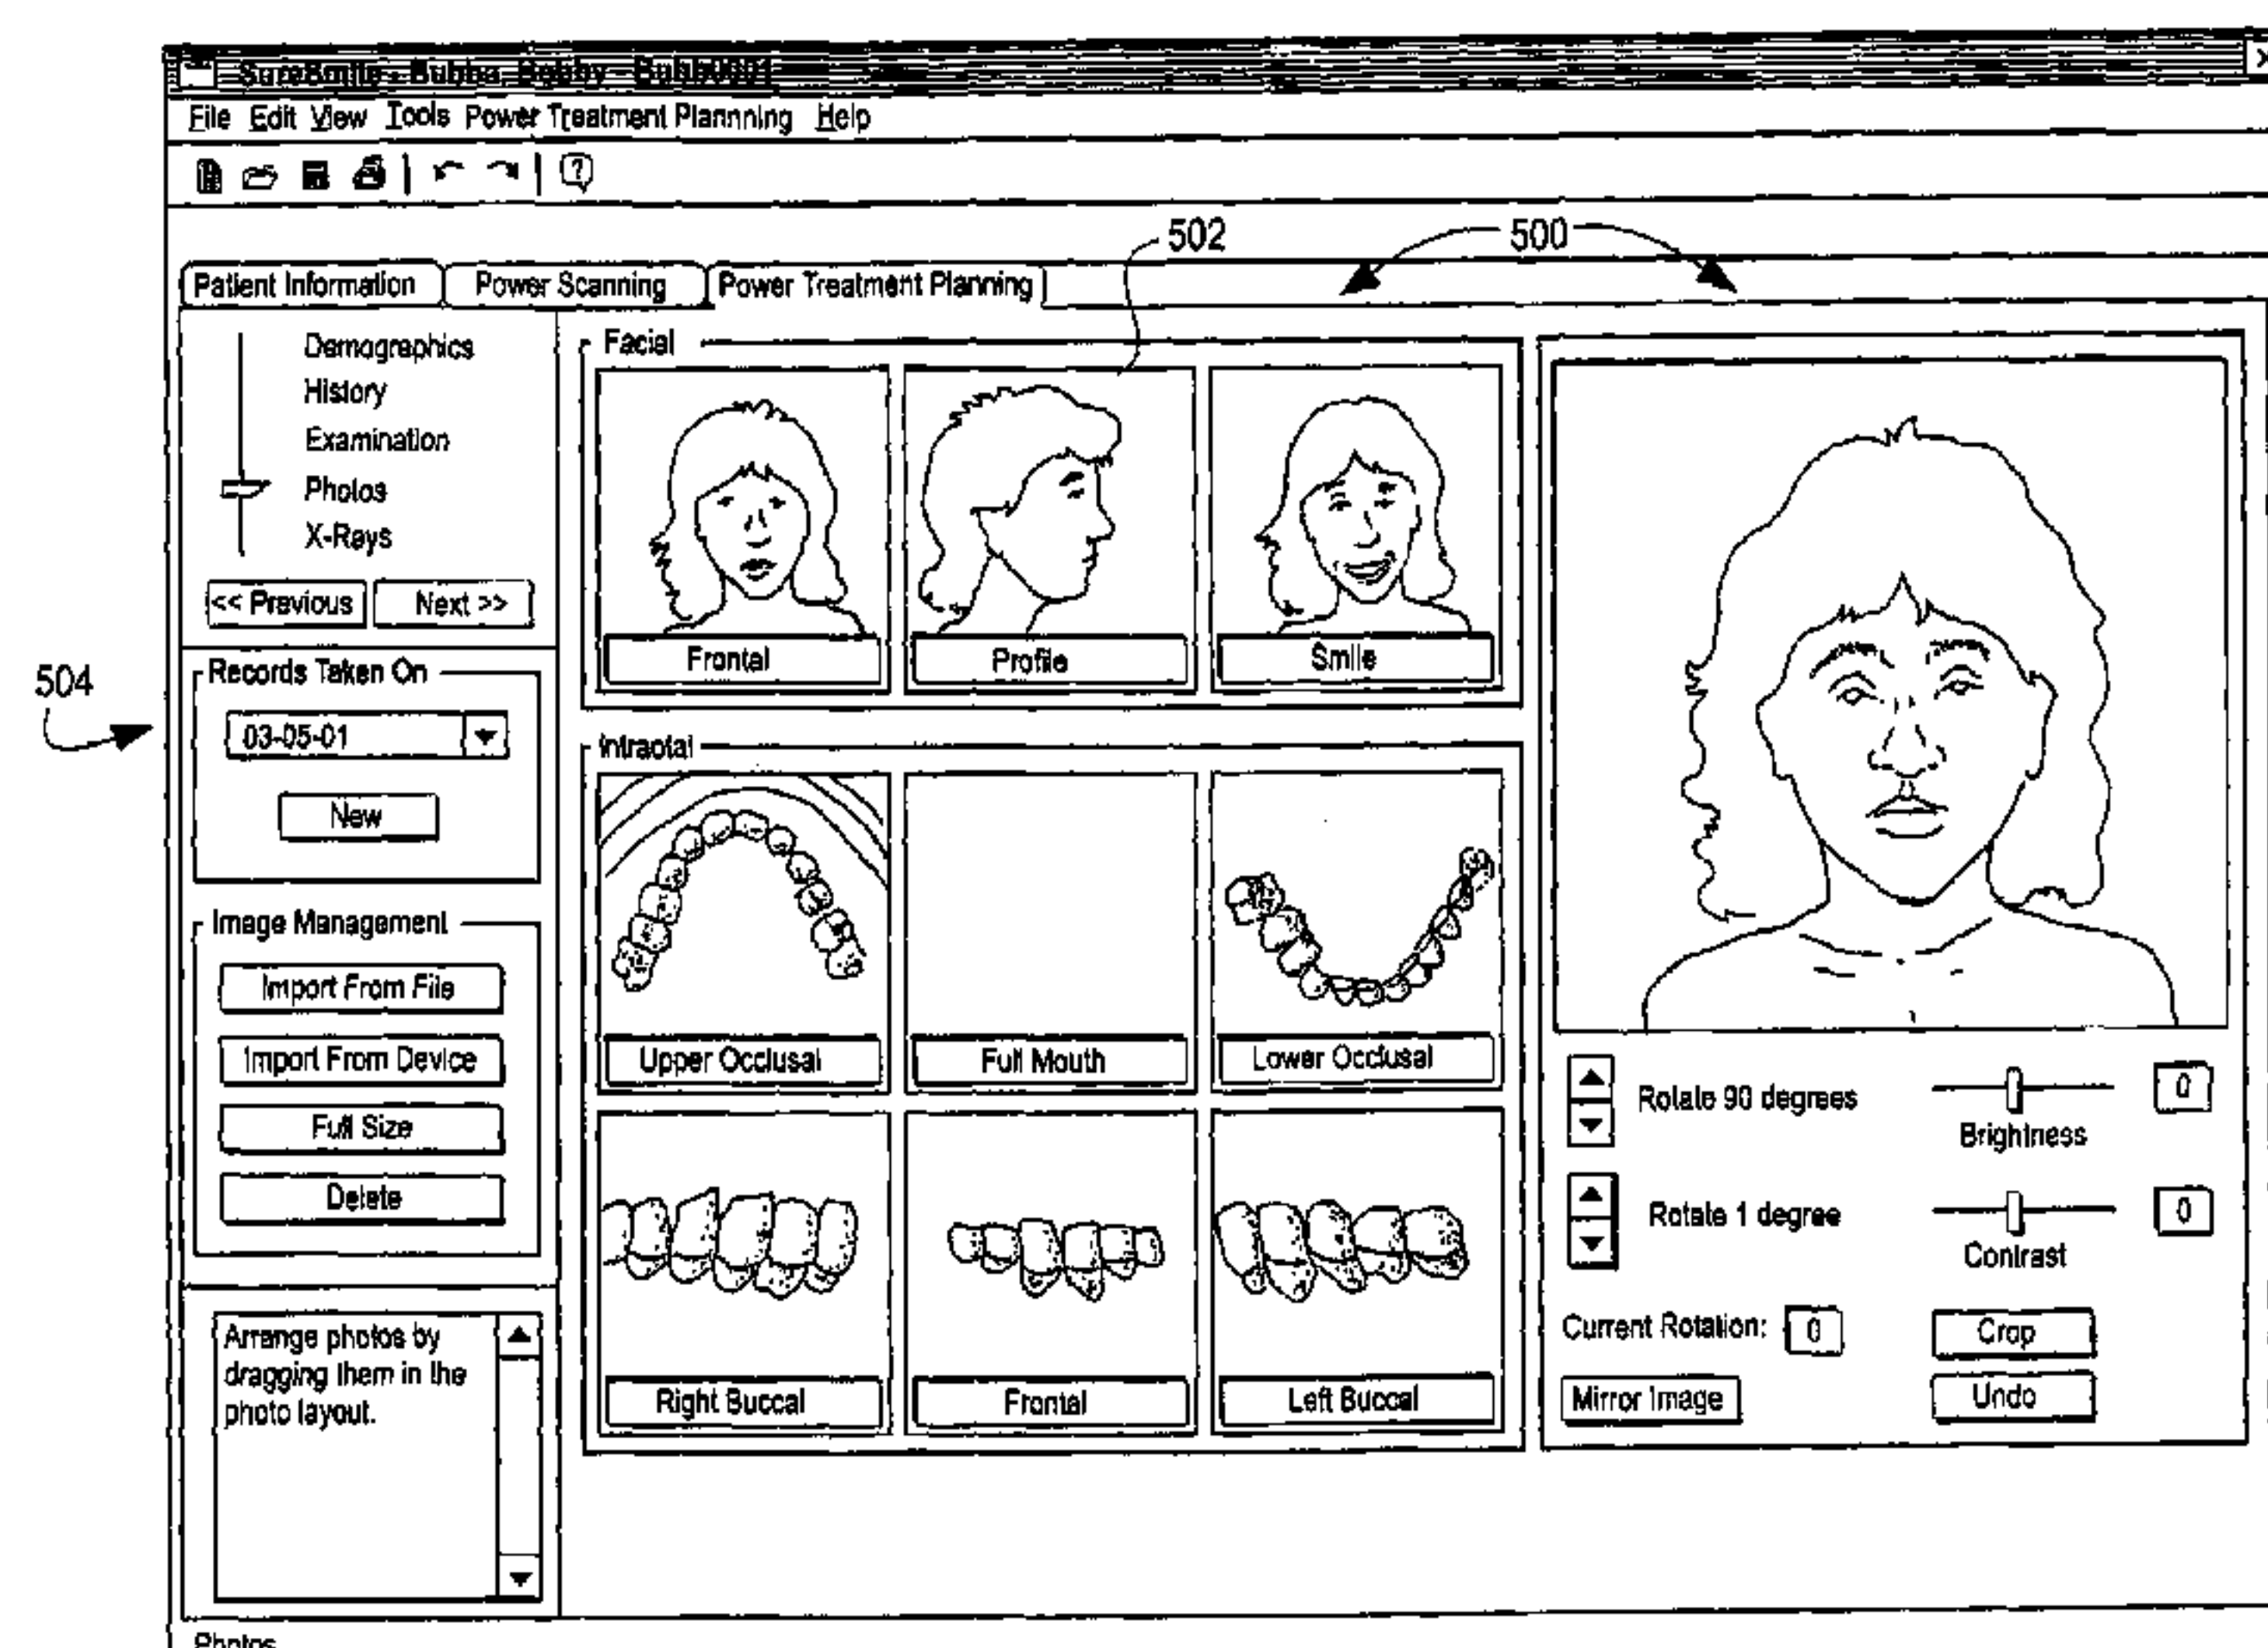 SureSmile - Bubba, Bobby - Bubb0001
File Edit View Tools Power Treatment Plannning Help
502
500
Patient Information Power Scanning Power Treatment Planning
Demographics
History
Examination
Photos
X-Rays
<< Previous Next >>
504
Records Taken On
03-05-01
New
Image Management
Import From File
Import From Device
Full Size
Delete
Arrange photos by
dragging them in the
photo layout.
Facial
Frontal Profile Smile
Intraotal
Upper Occlusal Full Mouth Lower Occlusal
Right Buccal Frontal Left Buccal
Rotate 90 degrees 0
Brightness
Rotate 1 degree 0
Contrast
Current Rotation: 0 Crop
Mirror Image Undo
Photos